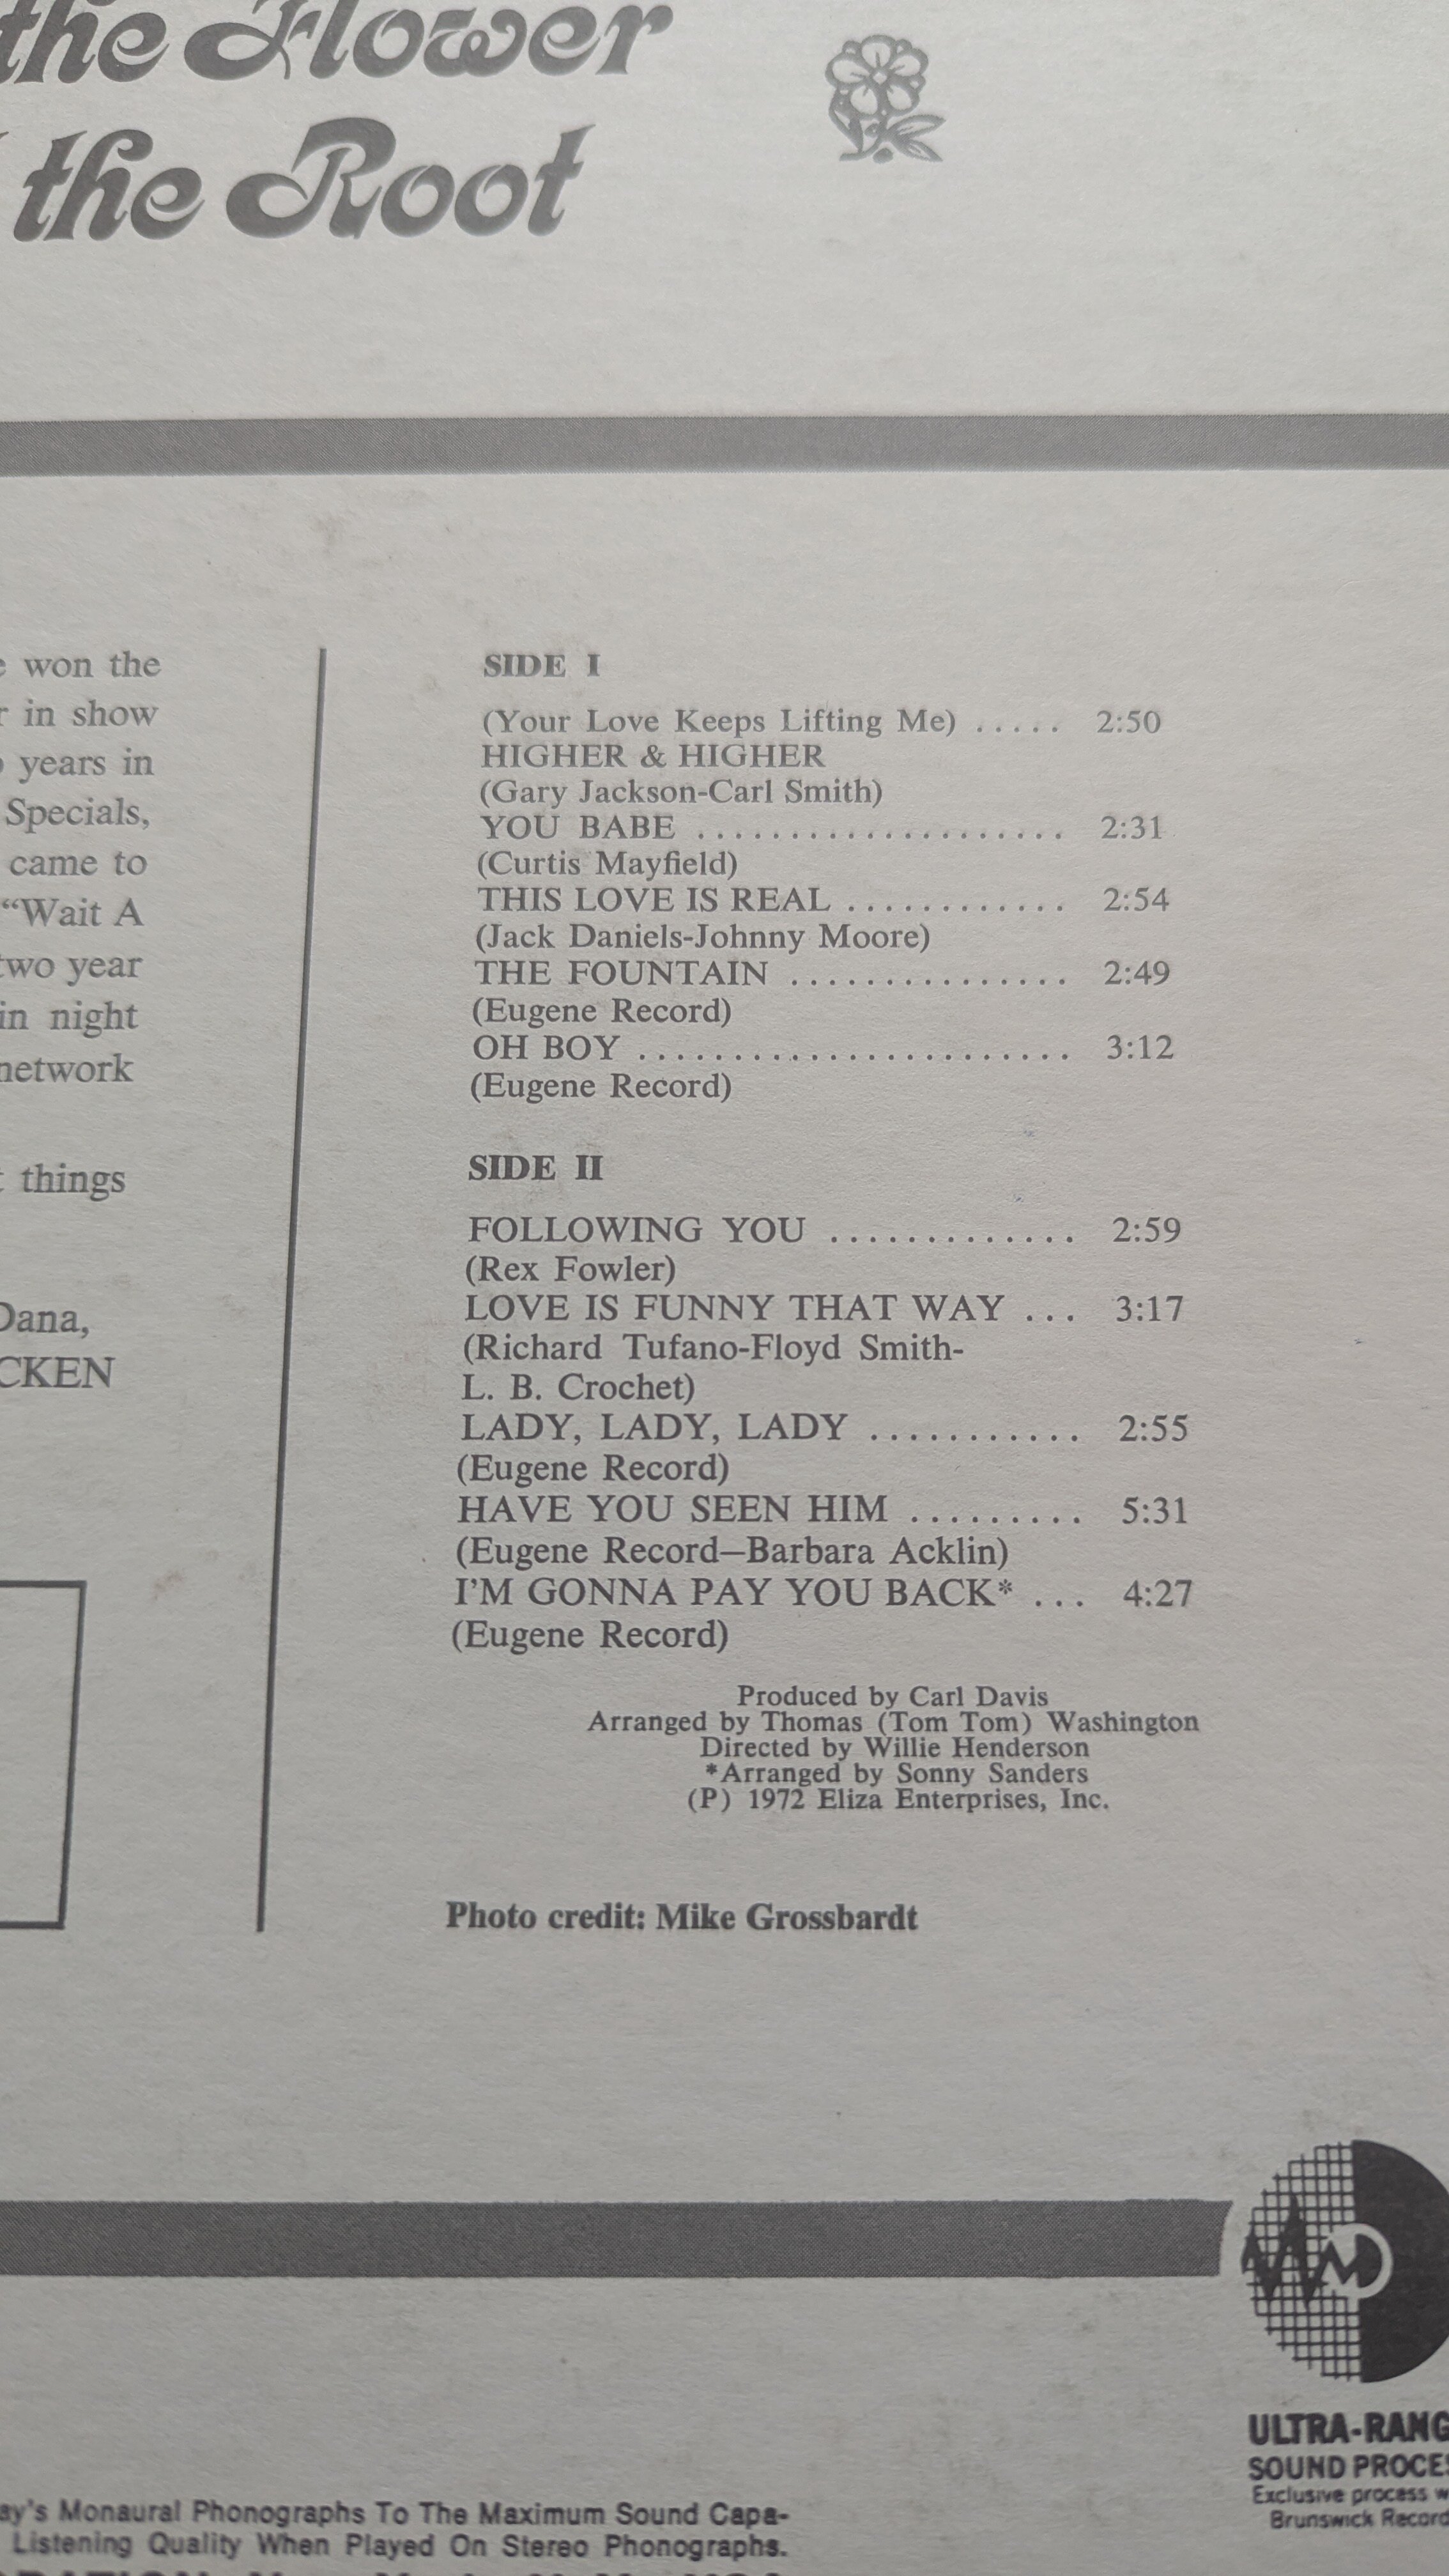 the Flower
the Root
won the
in show
years in
Specials,
came to
“Wait A
two year
in night
network
things
Dana,
SIDE I
(Your Love Keeps Lifting Me) ..... 2:50
HIGHER & HIGHER
(Gary Jackson-Carl Smith)
YOU BABE .................... 2:31
(Curtis Mayfield)
THIS LOVE IS REAL ............ 2:54
(Jack Daniels-Johnny Moore)
THE FOUNTAIN ............... 2:49
(Eugene Record)
OH BOY ....................... 3:12
(Eugene Record)
SIDE II
FOLLOWING YOU ............. 2:59
(Rex Fowler)
LOVE IS FUNNY THAT WAY ... 3:17
(Richard Tufano-Floyd Smith-
L. B. Crochet)
LADY, LADY, LADY ........... 2:55
(Eugene Record)
HAVE YOU SEEN HIM ......... 5:31
(Eugene Record—Barbara Acklin)
I’M GONNA PAY YOU BACK* ... 4:27
(Eugene Record)
Produced by Carl Davis
Arranged by Thomas (Tom Tom) Washington
Directed by Willie Henderson
*Arranged by Sonny Sanders
(P) 1972 Eliza Enterprises, Inc.
Photo credit: Mike Grossbardt
ULTRA-RANG
SOUND PROCES
Exclusive process w
Brunswick Record
ay’s Monaural Phonographs To The Maximum Sound Capa-
Listening Quality When Played On Stereo Phonographs.